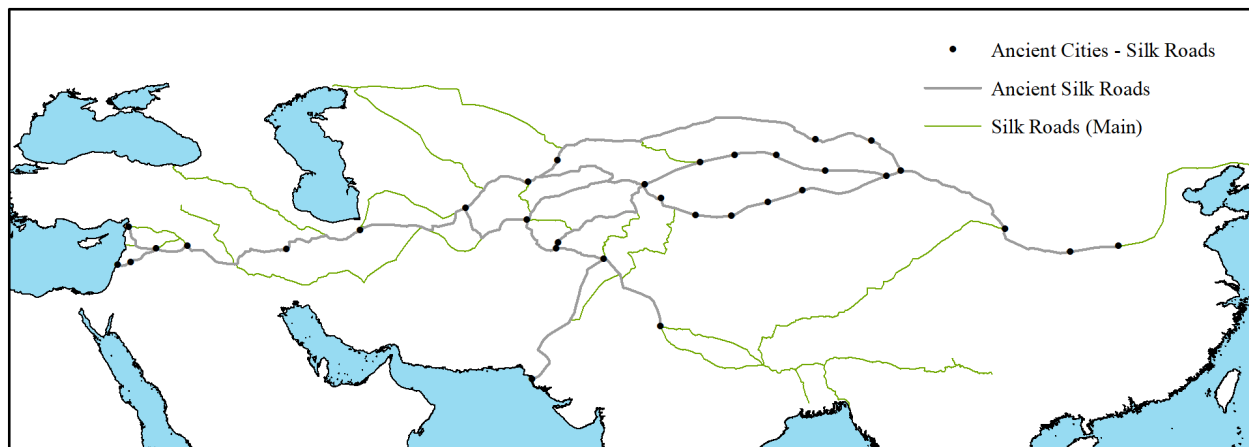 Ancient Cities - Silk Roads
Ancient Silk Roads
Silk Roads (Main)